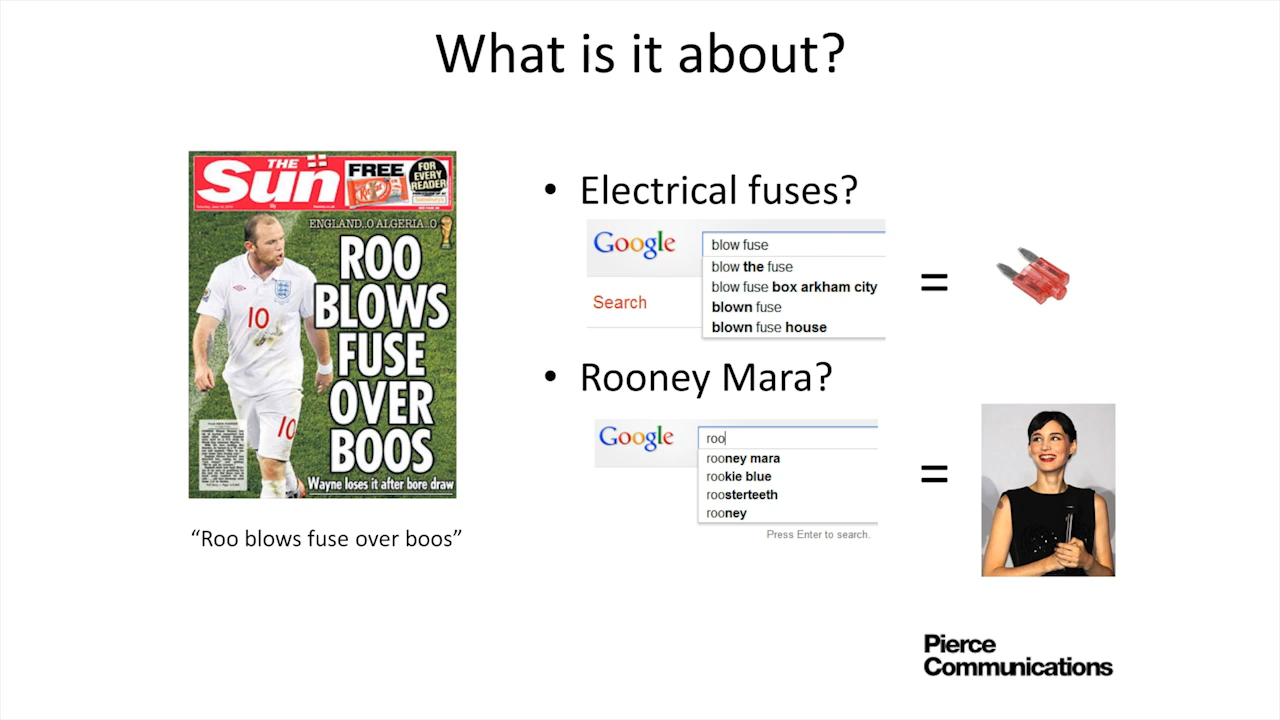 What is it about?
THE
Sun
FREE
FOR
EVERY
READER
ENGLAND..0 ALGERIA..0
ROO
BLOWS
FUSE
OVER
BOOS
10
10
Wayne loses it after bore draw
“Roo blows fuse over boos”
• Electrical fuses?
Google
blow fuse
blow the fuse
blow fuse box arkham city
Search
blown fuse
blown fuse house
=
• Rooney Mara?
Google
roo
rooney mara
rookie blue
roosterteeth
rooney
Press Enter to search.
=
Pierce
Communications